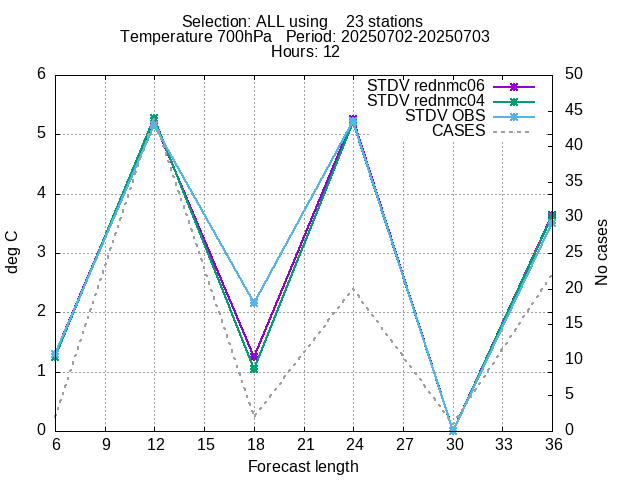 Selection: ALL using 23 stations
Temperature 700hPa Period: 20250702-20250703
Hours: 12
STDV rednmc06
STDV rednmc04
STDV OBS
CASES
6
5
4
3
2
1
0
deg C
50
45
40
35
30
25
20
15
10
5
0
No cases
6 9 12 15 18 21 24 27 30 33 36
Forecast length